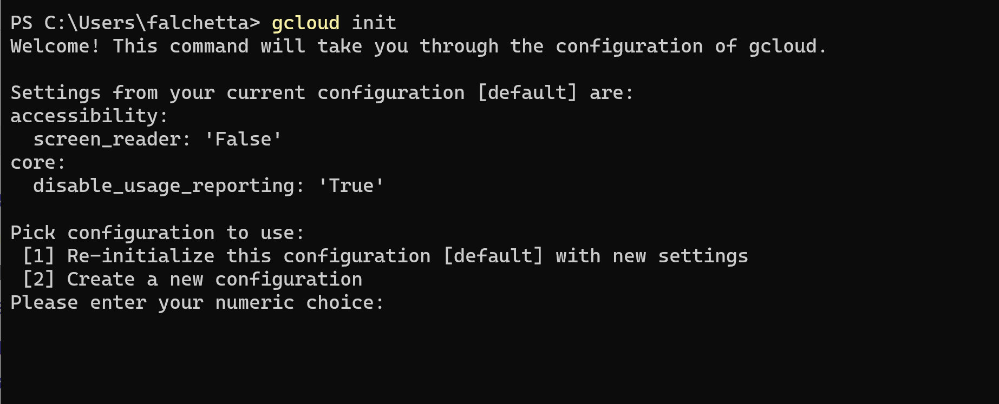 PS C:\Users\falchetta> gcloud init
Welcome! This command will take you through the configuration of gcloud.

Settings from your current configuration [default] are:
accessibility:
  screen_reader: 'False'
core:
  disable_usage_reporting: 'True'

Pick configuration to use:
 [1] Re-initialize this configuration [default] with new settings
 [2] Create a new configuration
Please enter your numeric choice: